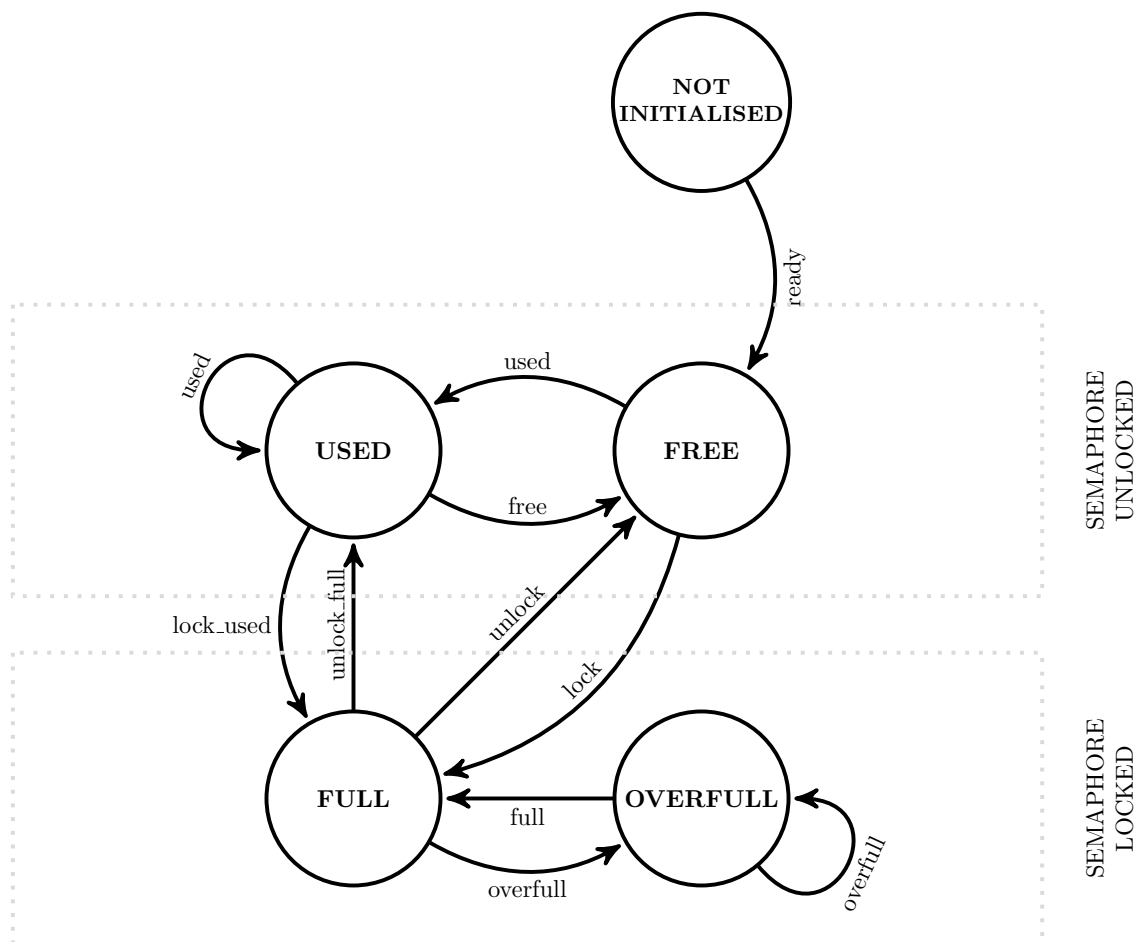 NOT
INITIALISED
ready
used
used
USED
FREE
free
SEMAPHORE
UNLOCKED
lock_used
unlock_full
unlock
lock
FULL
OVERFULL
full
overfull
overfull
SEMAPHORE
LOCKED